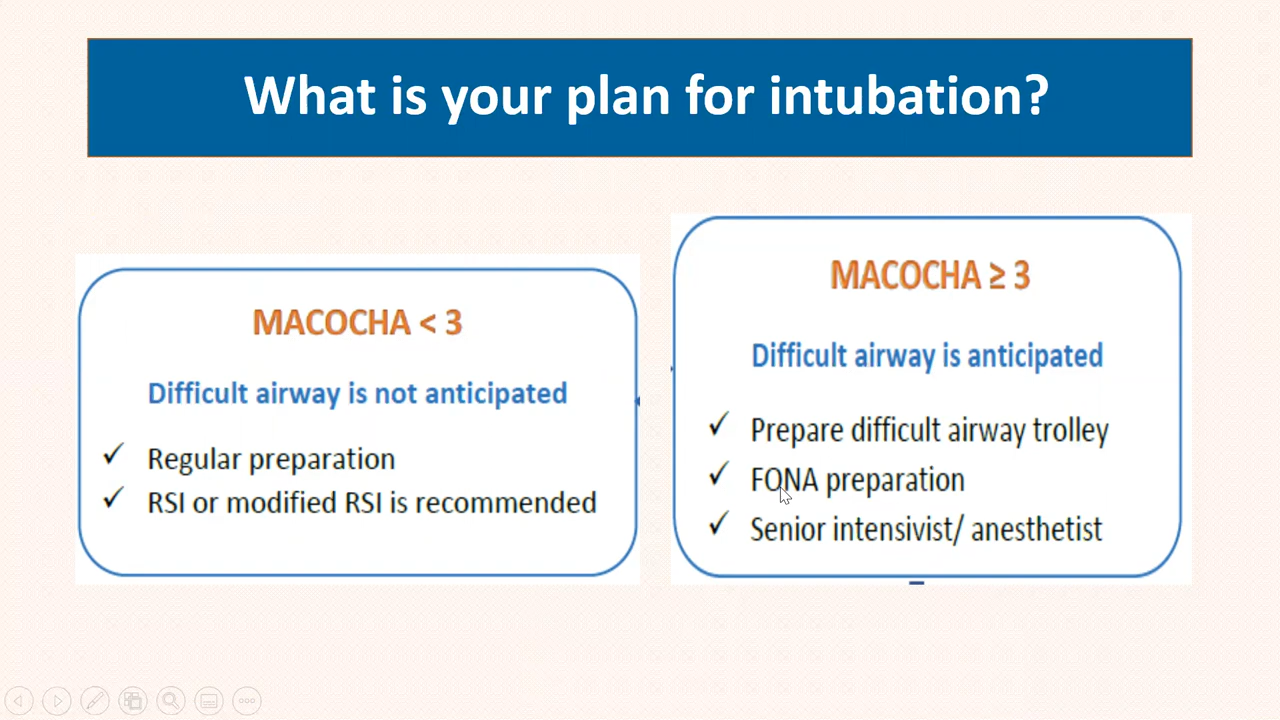 What is your plan for intubation?
MACOCHA < 3
Difficult airway is not anticipated
✓ Regular preparation
✓ RSI or modified RSI is recommended
MACOCHA ≥ 3
Difficult airway is anticipated
✓ Prepare difficult airway trolley
✓ FONA preparation
✓ Senior intensivist/ anesthetist